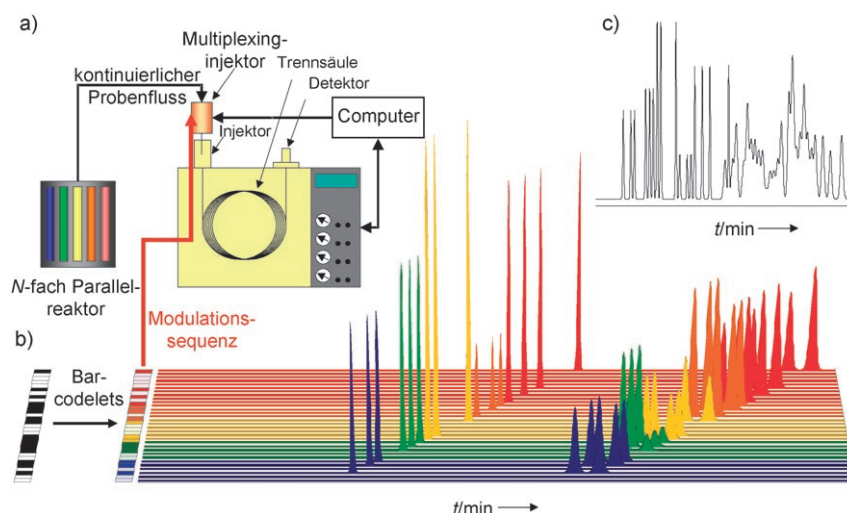 a)
Multiplexing-
injektor
kontinuierlicher
Probenfluss
Trennsäule
Detektor
Injektor
Computer
N-fach Parallel-
reaktor
Modulations-
sequenz
b)
Bar-
codelets
t/min
c)
t/min